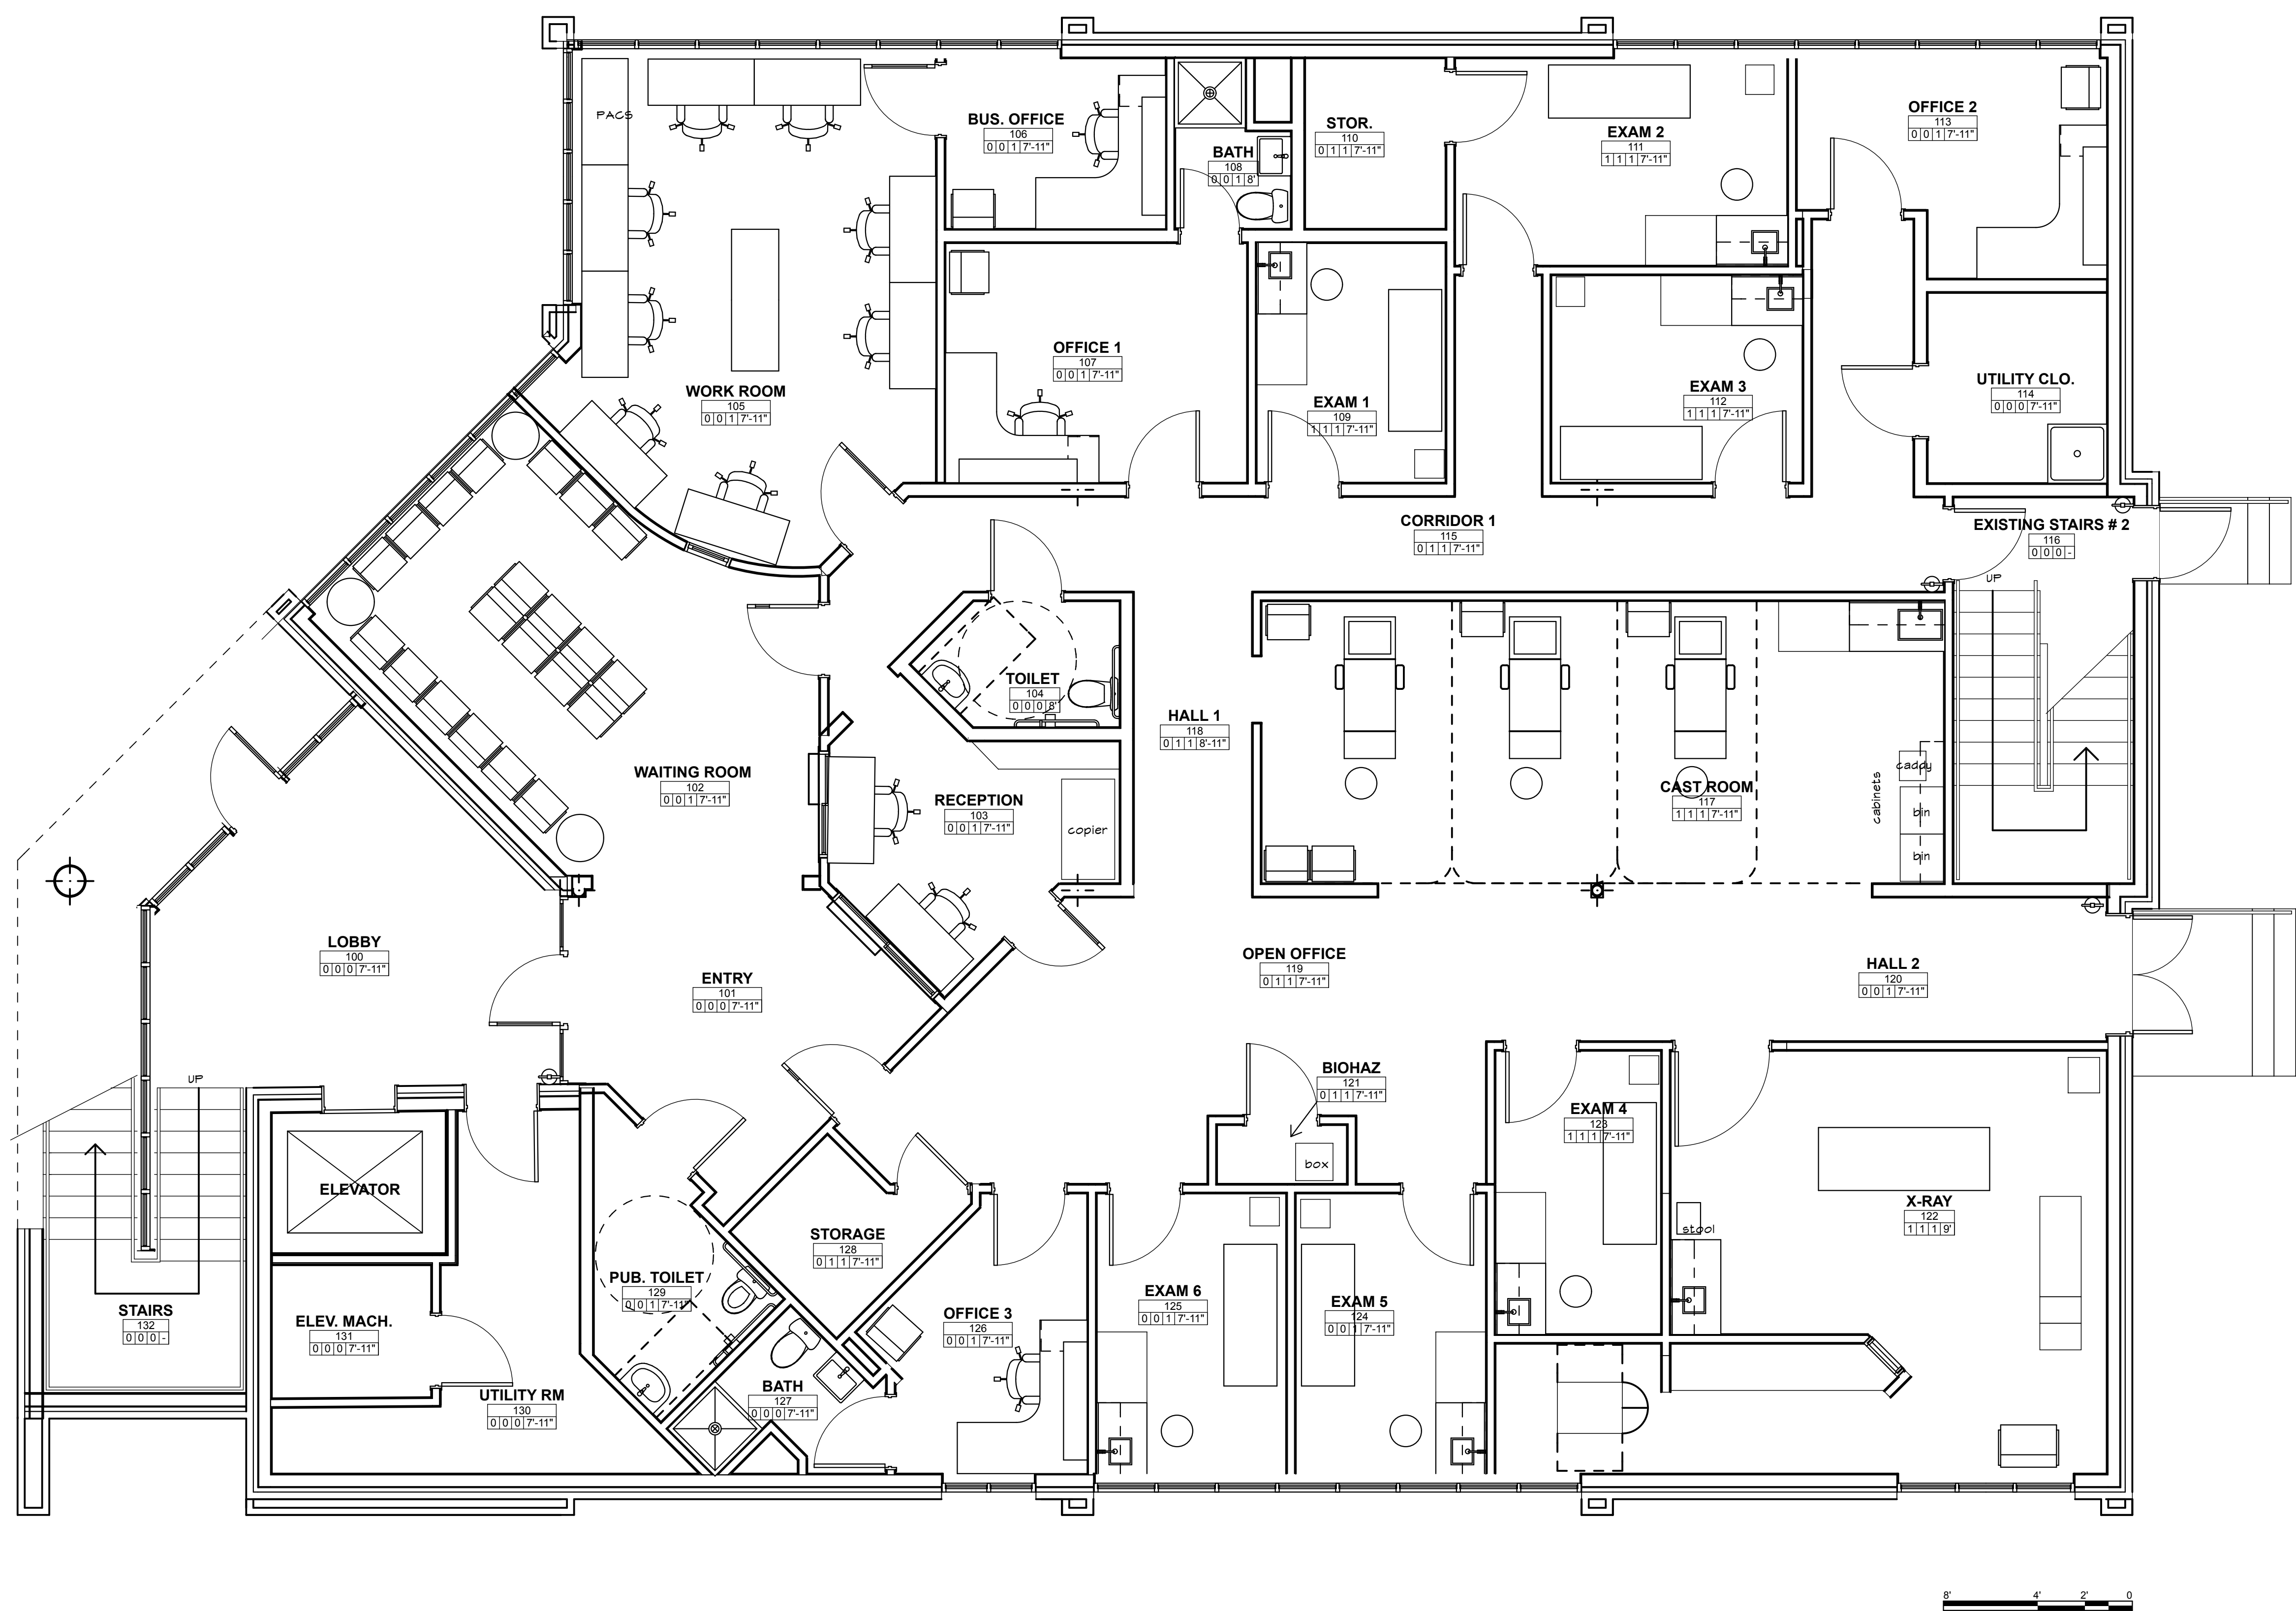 PACS
BUS. OFFICE
106
0 0 1 7'-11"
BATH
108
0 0 1 8'
STOR.
110
0 1 1 7'-11"
EXAM 2
111
1 1 1 7'-11"
OFFICE 2
113
0 0 1 7'-11"
WORK ROOM
105
0 0 1 7'-11"
OFFICE 1
107
0 0 1 7'-11"
EXAM 1
109
1 1 1 7'-11"
EXAM 3
112
1 1 1 7'-11"
UTILITY CLO.
114
0 0 0 7'-11"
CORRIDOR 1
115
0 1 1 7'-11"
EXISTING STAIRS # 2
116
0 0 0 -
UP
TOILET
104
0 0 0 8'
HALL 1
118
0 1 1 8'-11"
WAITING ROOM
102
0 0 1 7'-11"
RECEPTION
103
0 0 1 7'-11"
copier
CAST ROOM
117
1 1 1 7'-11"
cabinets
caddy
bin
bin
LOBBY
100
0 0 0 7'-11"
ENTRY
101
0 0 0 7'-11"
OPEN OFFICE
119
0 1 1 7'-11"
HALL 2
120
0 0 1 7'-11"
UP
BIOHAZ
121
0 1 1 7'-11"
box
EXAM 4
123
1 1 1 7'-11"
ELEVATOR
X-RAY
122
1 1 1 9'
stool
STORAGE
128
0 1 1 7'-11"
PUB. TOILET
129
0 0 1 7'-11"
STAIRS
132
0 0 0 -
ELEV. MACH.
131
0 0 0 7'-11"
OFFICE 3
126
0 0 1 7'-11"
EXAM 6
125
0 0 1 7'-11"
EXAM 5
124
0 0 1 7'-11"
UTILITY RM
130
0 0 0 7'-11"
BATH
127
0 0 0 7'-11"
8' 4' 2' 0